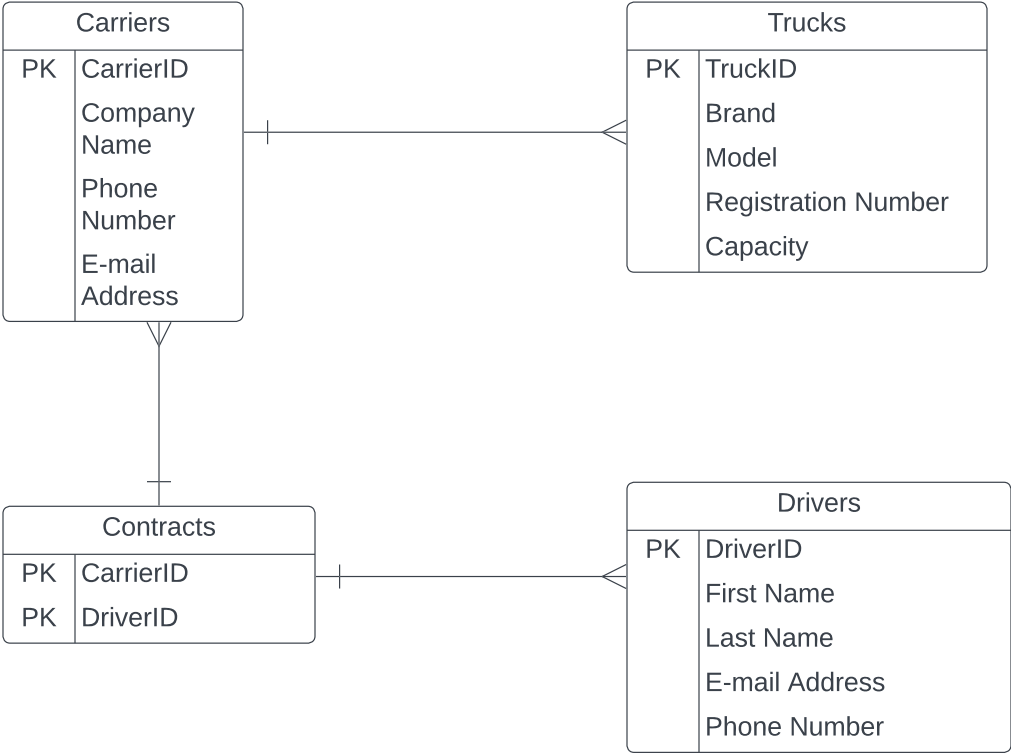 Carriers
PK CarrierID
Company
Name
Phone
Number
E-mail
Address
Trucks
PK TruckID
Brand
Model
Registration Number
Capacity
Contracts
PK CarrierID
PK DriverID
Drivers
PK DriverID
First Name
Last Name
E-mail Address
Phone Number